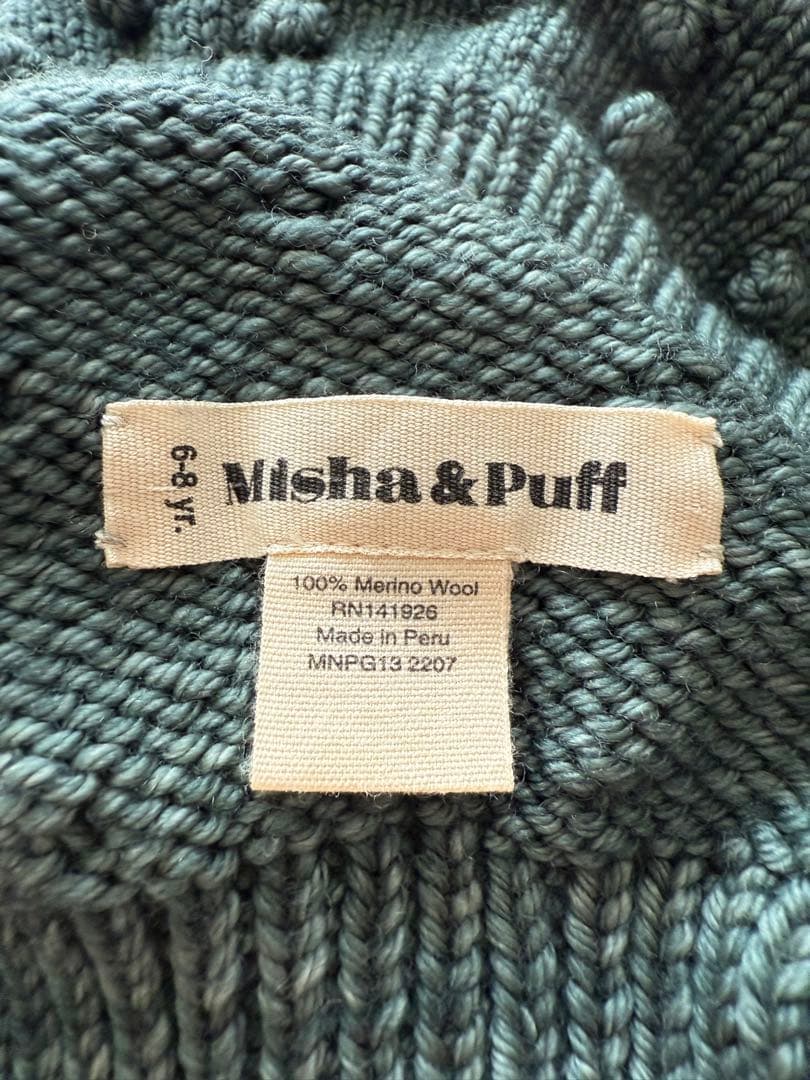 6-8 yr.
Misha & Puff
100% Merino Wool
RN141926
Made in Peru
MNPG13 2207